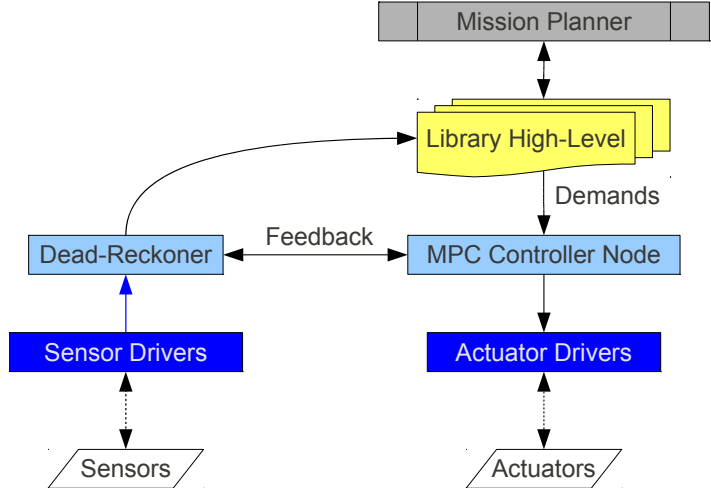 Mission Planner
Library High-Level
Demands
Dead-Reckoner
Feedback
MPC Controller Node
Sensor Drivers
Actuator Drivers
Sensors
Actuators